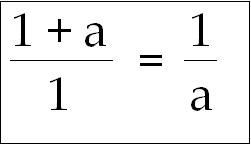 1 + a = 1
1 a